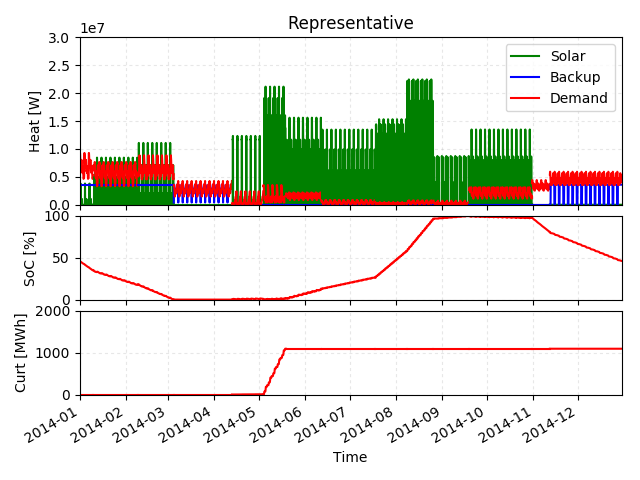 Representative
1e7
3.0
2.5
2.0
1.5
1.0
0.5
0.0
Heat [W]
Solar
Backup
Demand
100
50
0
SoC [%]
2000
1000
0
Curt [MWh]
2014-01
2014-02
2014-03
2014-04
2014-05
2014-06
2014-07
2014-08
2014-09
2014-10
2014-11
2014-12
Time